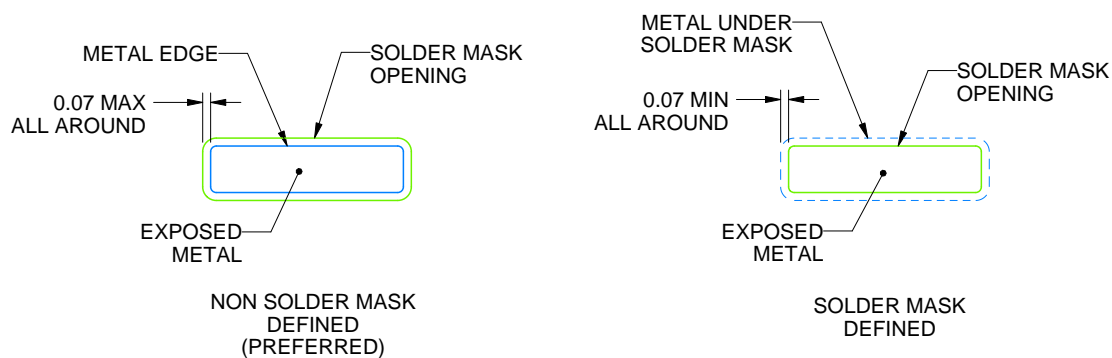 METAL EDGE
SOLDER MASK
OPENING
0.07 MAX
ALL AROUND
EXPOSED
METAL
NON SOLDER MASK
DEFINED
(PREFERRED)
METAL UNDER
SOLDER MASK
SOLDER MASK
OPENING
0.07 MIN
ALL AROUND
EXPOSED
METAL
SOLDER MASK
DEFINED